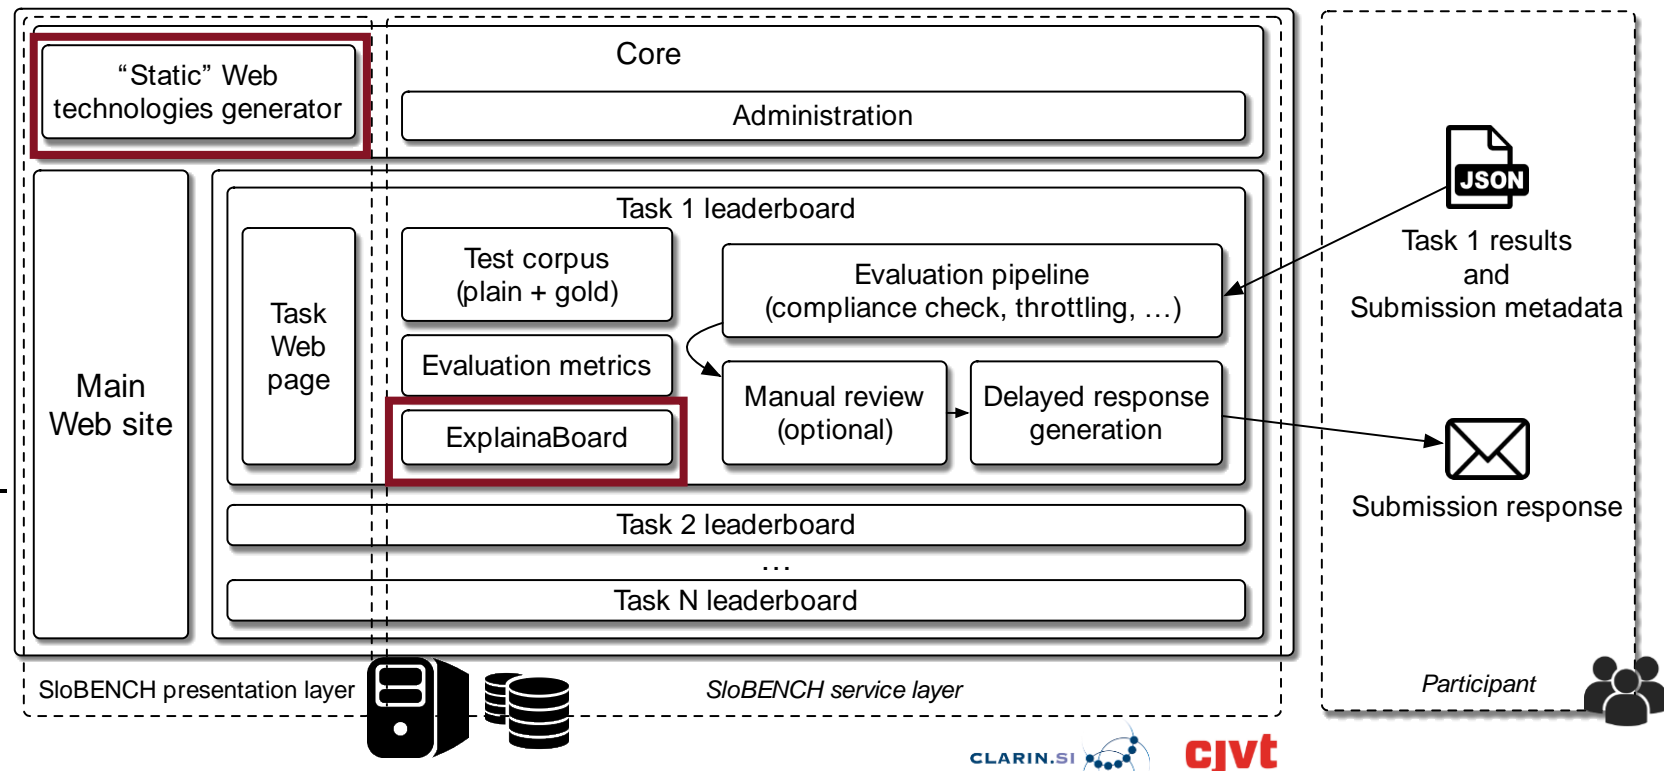 Core
“Static” Web
technologies generator
Administration
Main
Web site
Task 1 leaderboard
Task
Web
page
Test corpus
(plain + gold)
Evaluation metrics
ExplainaBoard
Evaluation pipeline
(compliance check, throttling, …)
Manual review
(optional)
Delayed response
generation
Task 2 leaderboard
…
Task N leaderboard
SloBENCH presentation layer
SloBENCH service layer
JSON
Task 1 results
and
Submission metadata
Submission response
Participant
CLARIN.SI
cjvt